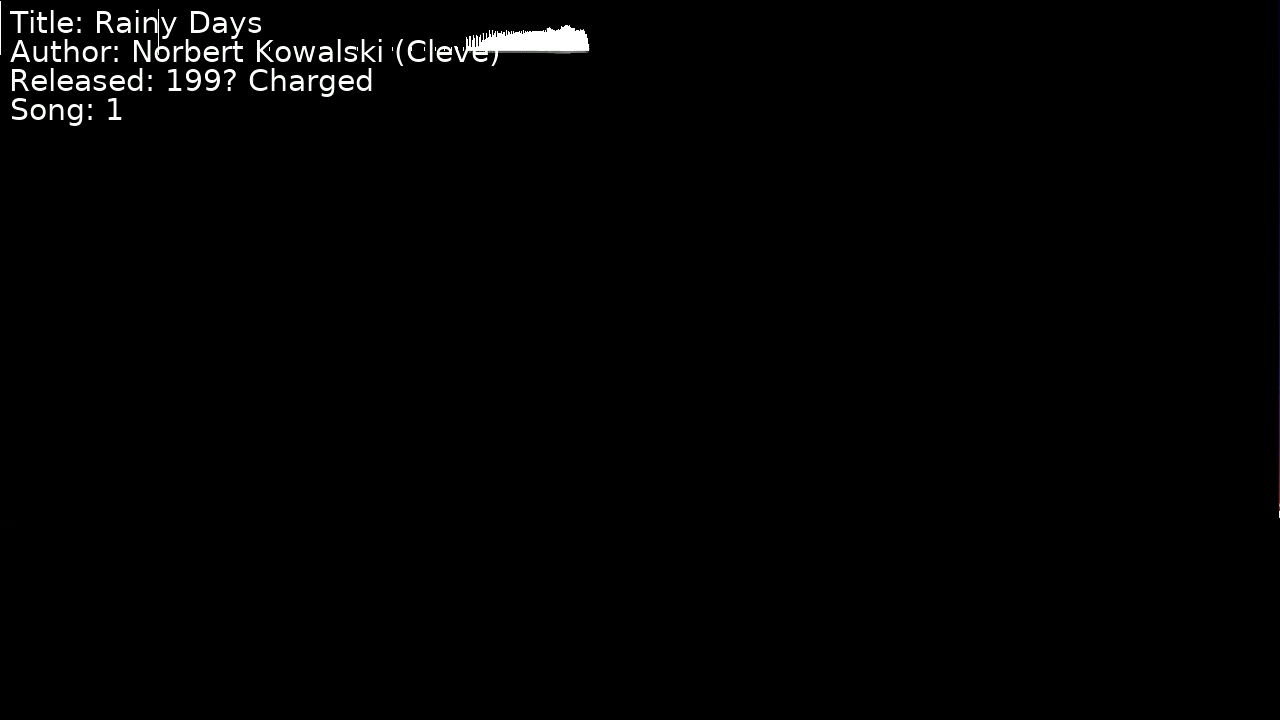 Title: Rainy Days
Author: Norbert Kowalski (Cleve)
Released: 199? Charged
Song: 1